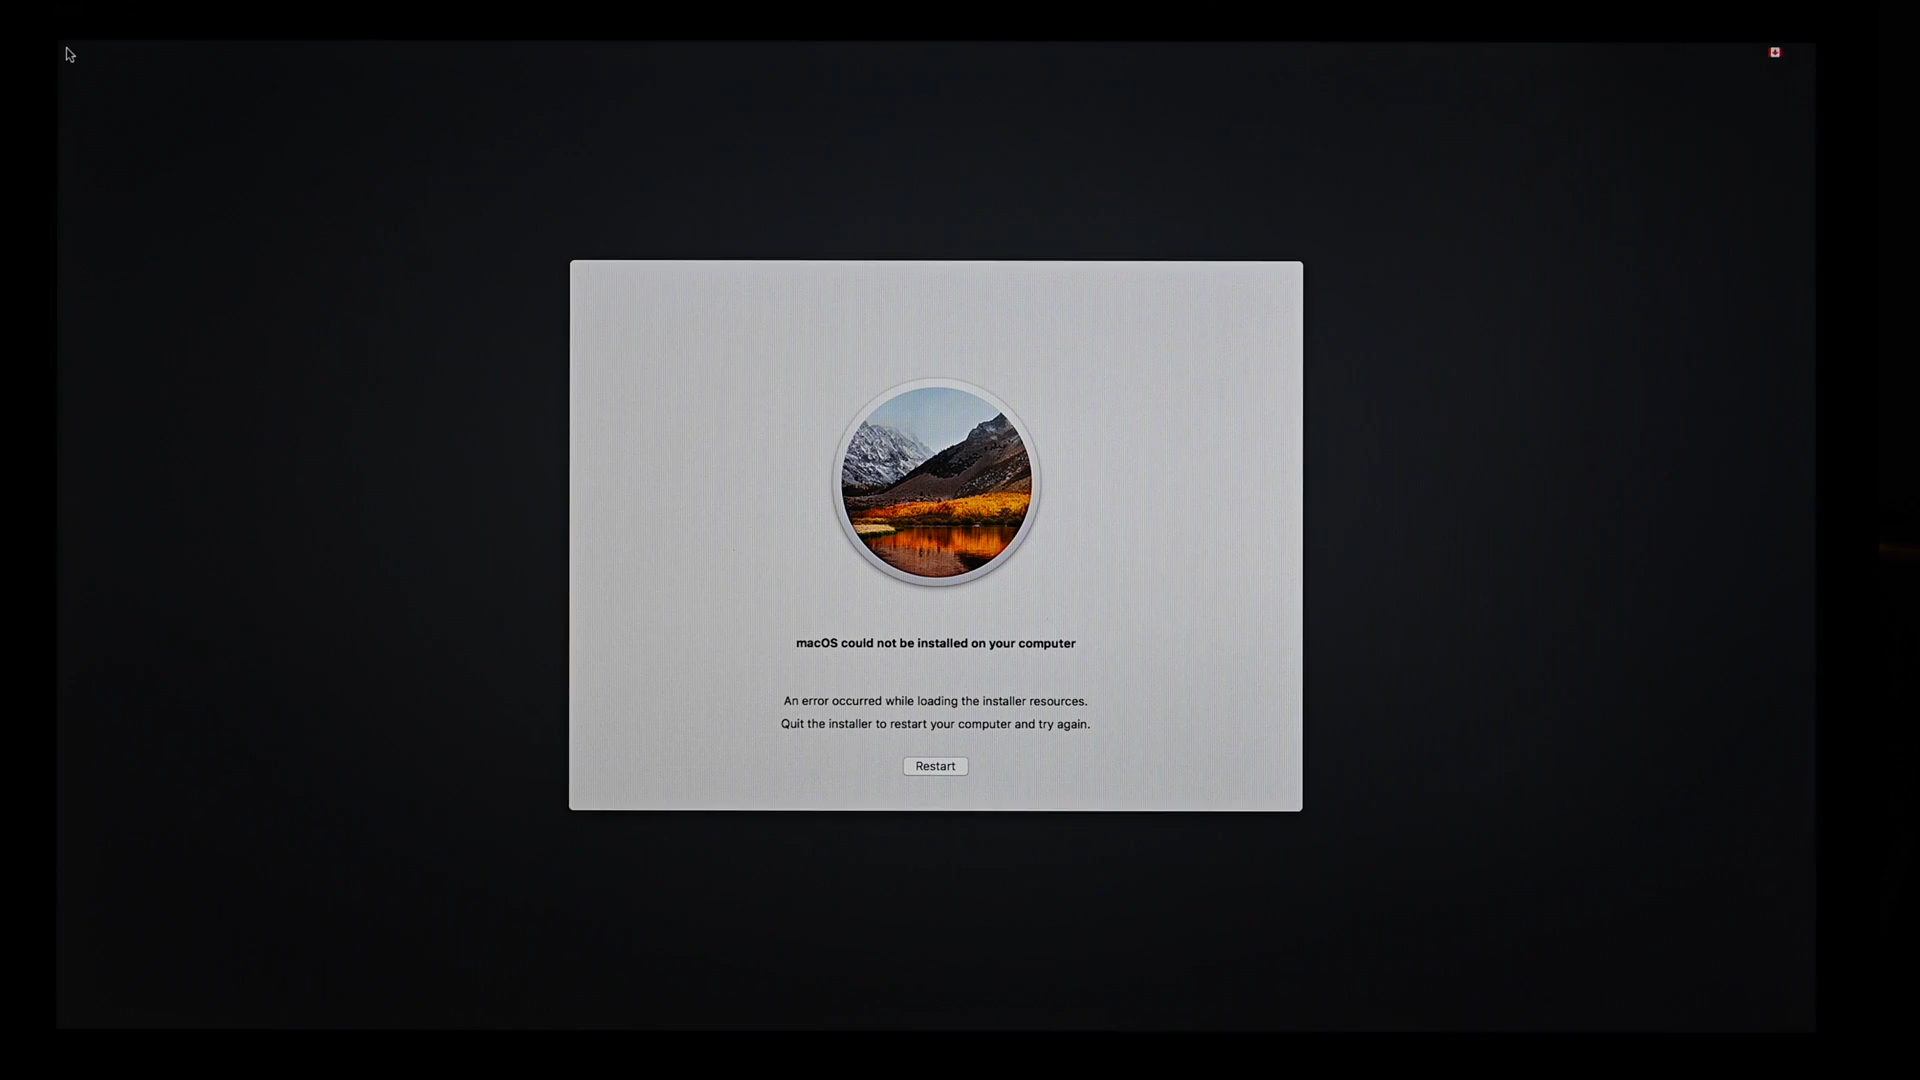 macOS could not be installed on your computer
An error occurred while loading the installer resources.
Quit the installer to restart your computer and try again.
Restart